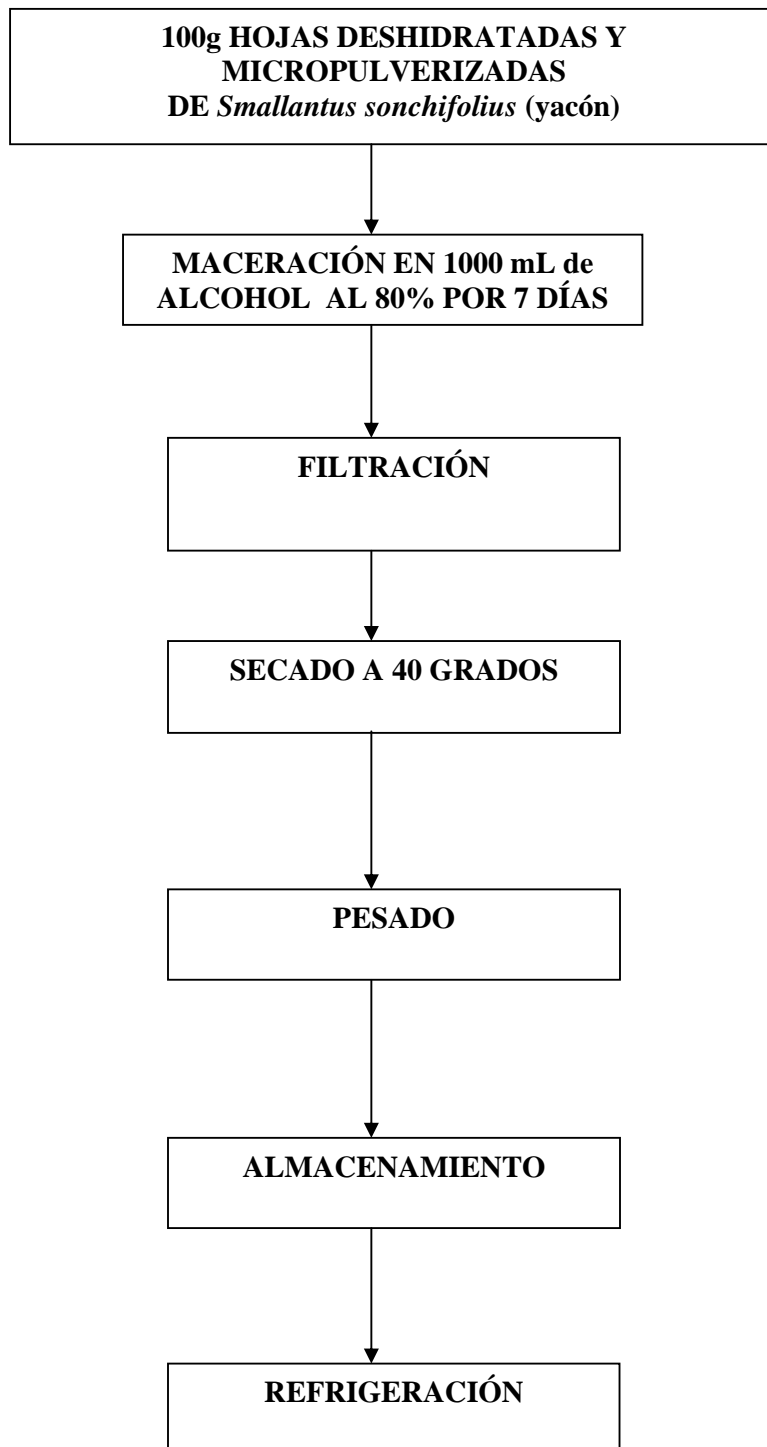 100g HOJAS DESHIDRATADAS Y
MICROPULVERIZADAS
DE Smallantus sonchifolius (yacón)
MACERACIÓN EN 1000 mL de
ALCOHOL AL 80% POR 7 DÍAS
FILTRACIÓN
SECADO A 40 GRADOS
PESADO
ALMACENAMIENTO
REFRIGERACIÓN